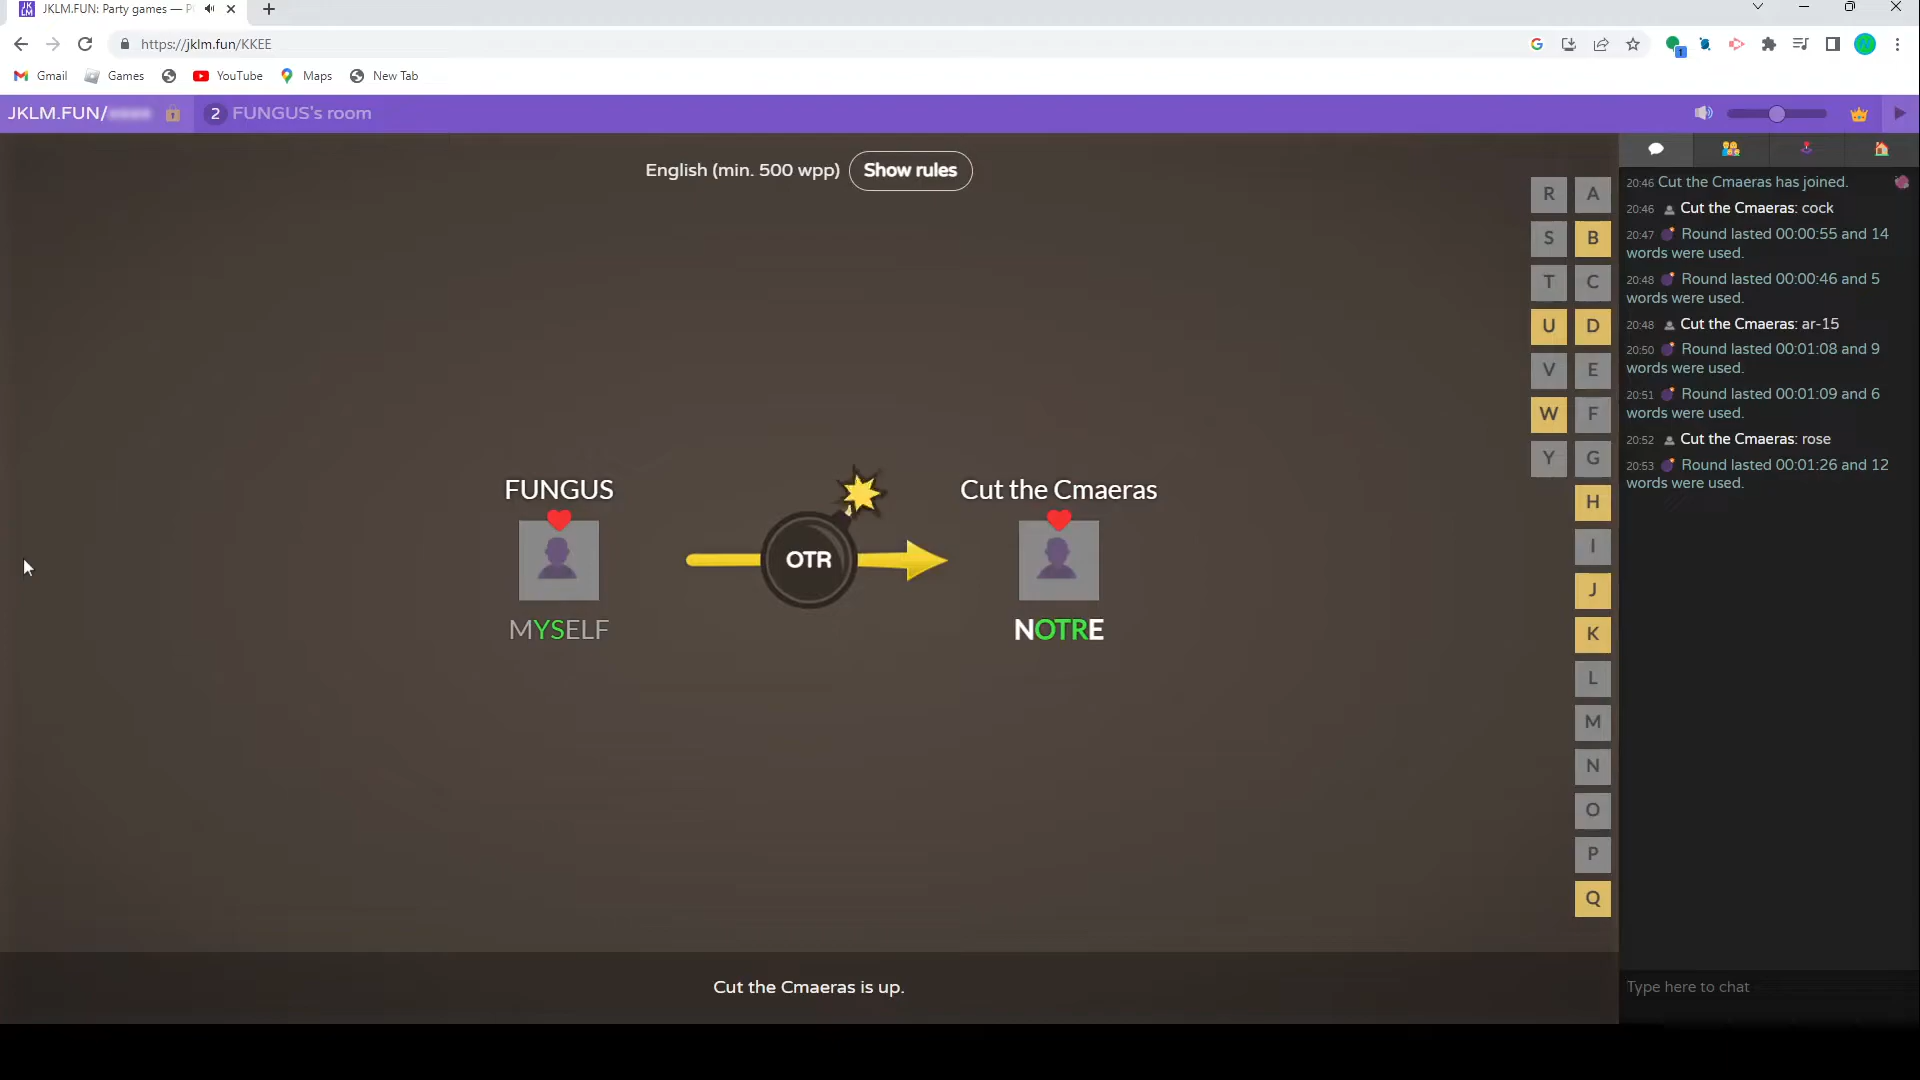 JKLM.FUN: Party games — P
https://jklm.fun/KKEE
Gmail Games YouTube Maps New Tab
JKLM.FUN/ 2 FUNGUS's room
English (min. 500 wpp) Show rules
FUNGUS
MYSELF
OTR
Cut the Cmaeras
NOTRE
R A
S B
T C
U D
V E
W F
Y G
H
I
J
K
L
M
N
O
P
Q
Cut the Cmaeras is up.
20:46 Cut the Cmaeras has joined.
20:46 Cut the Cmaeras: cock
20:47 Round lasted 00:00:55 and 14
words were used.
20:48 Round lasted 00:00:46 and 5
words were used.
20:48 Cut the Cmaeras: ar-15
20:50 Round lasted 00:01:08 and 9
words were used.
20:51 Round lasted 00:01:09 and 6
words were used.
20:52 Cut the Cmaeras: rose
20:53 Round lasted 00:01:26 and 12
words were used.
Type here to chat